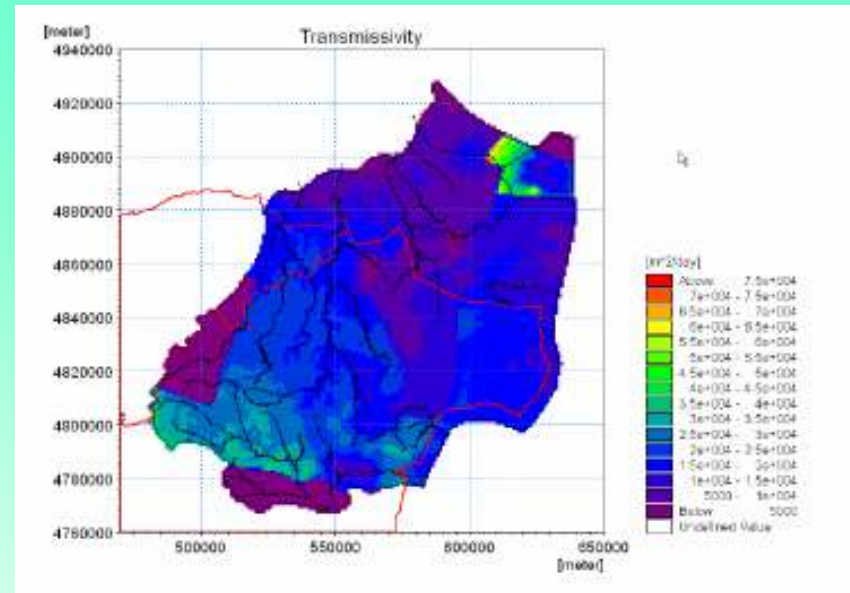 [meter]
Transmissivity
4940000
4920000
4900000
4880000
4860000
4840000
4820000
4800000
4780000
4760000
500000
550000
600000
650000
[meter]
[m^2/day]
Above 7.5e+004
7e+004 - 7.5e+004
6.5e+004 - 7e+004
6e+004 - 6.5e+004
5.5e+004 - 6e+004
5e+004 - 5.5e+004
4.5e+004 - 5e+004
4e+004 - 4.5e+004
3.5e+004 - 4e+004
3e+004 - 3.5e+004
2.5e+004 - 3e+004
2e+004 - 2.5e+004
1.5e+004 - 2e+004
1e+004 - 1.5e+004
5000 - 1e+004
Below 5000
Undefined Value